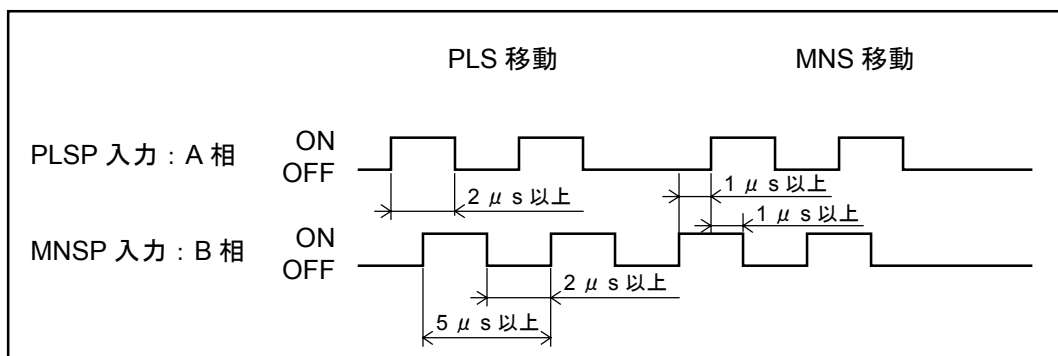 PLS 移動 MNS 移動
ON
PLSP 入力：A 相
OFF
1 μ s 以上
2 μ s 以上
1 μ s 以上
ON
MNSP 入力：B 相
OFF
2 μ s 以上
5 μ s 以上